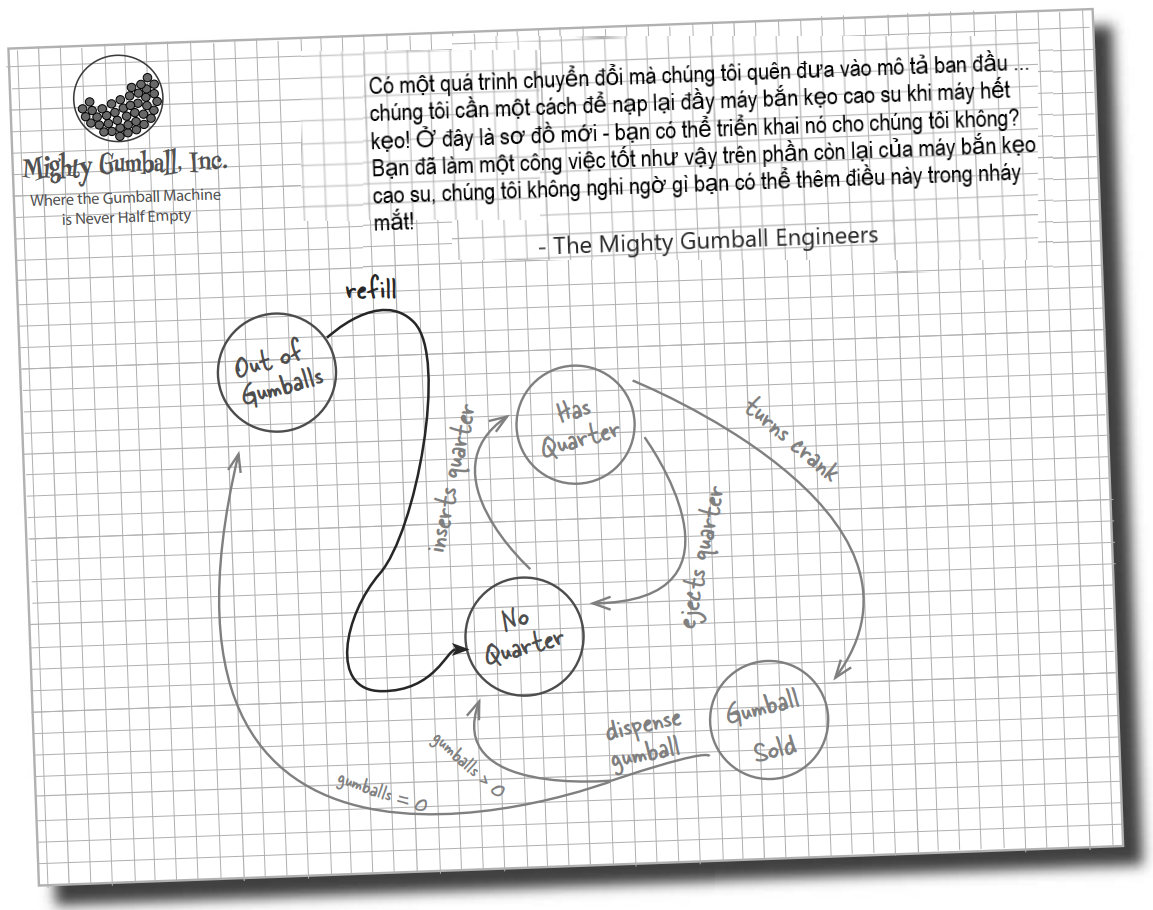 Có một quá trình chuyển đổi mà chúng tôi quên đưa vào mô tả ban đầu ...
chúng tôi cần một cách để nạp lại đầy máy bắn kẹo cao su khi máy hết
kẹo! Ở đây là sơ đồ mới - bạn có thể triển khai nó cho chúng tôi không?
Bạn đã làm một công việc tốt như vậy trên phần còn lại của máy bắn kẹo
cao su, chúng tôi không nghi ngờ gì bạn có thể thêm điều này trong nháy
mắt!
- The Mighty Gumball Engineers
Mighty Gumball, Inc.
Where the Gumball Machine
is Never Half Empty
refill
Out of
Gumballs
Has
Quarter
inserts quarter
turns crank
ejects quarter
No
Quarter
Gumball
Sold
dispense
gumball
gumballs > 0
gumballs = 0